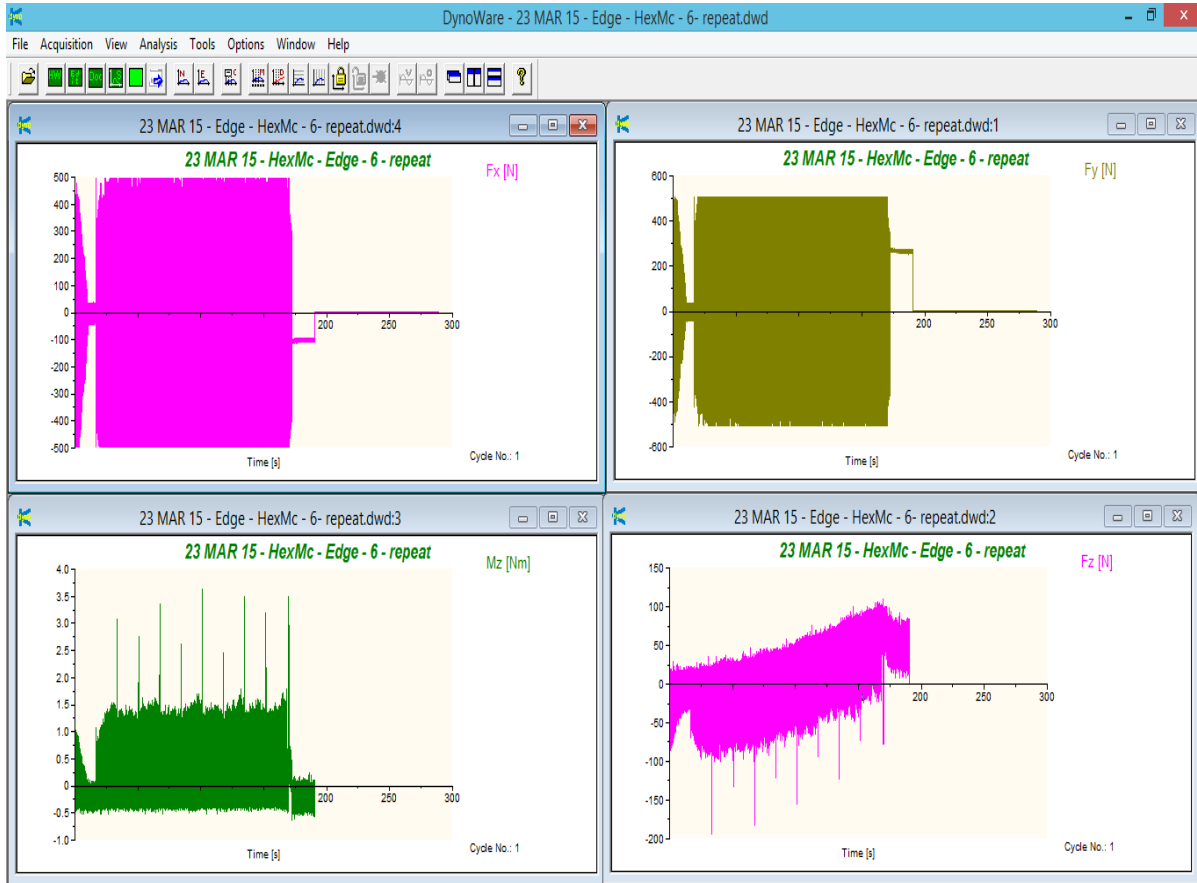 DynoWare - 23 MAR 15 - Edge - HexMc - 6- repeat.dwd
File Acquisition View Analysis Tools Options Window Help
23 MAR 15 - Edge - HexMc - 6- repeat.dwd:4
23 MAR 15 - HexMc - Edge - 6 - repeat
Fx [N]
500
400
300
200
100
0
-100
-200
-300
-400
-500
200
250
300
Time [s]
Cycle No.: 1
23 MAR 15 - Edge - HexMc - 6- repeat.dwd:1
23 MAR 15 - HexMc - Edge - 6 - repeat
Fy [N]
600
400
200
0
-200
-400
-600
200
250
300
Time [s]
Cycle No.: 1
23 MAR 15 - Edge - HexMc - 6- repeat.dwd:3
23 MAR 15 - HexMc - Edge - 6 - repeat
Mz [Nm]
4.0
3.5
3.0
2.5
2.0
1.5
1.0
0.5
0
-0.5
-1.0
200
250
300
Time [s]
Cycle No.: 1
23 MAR 15 - Edge - HexMc - 6- repeat.dwd:2
23 MAR 15 - HexMc - Edge - 6 - repeat
Fz [N]
150
100
50
0
-50
-100
-150
-200
200
250
300
Time [s]
Cycle No.: 1